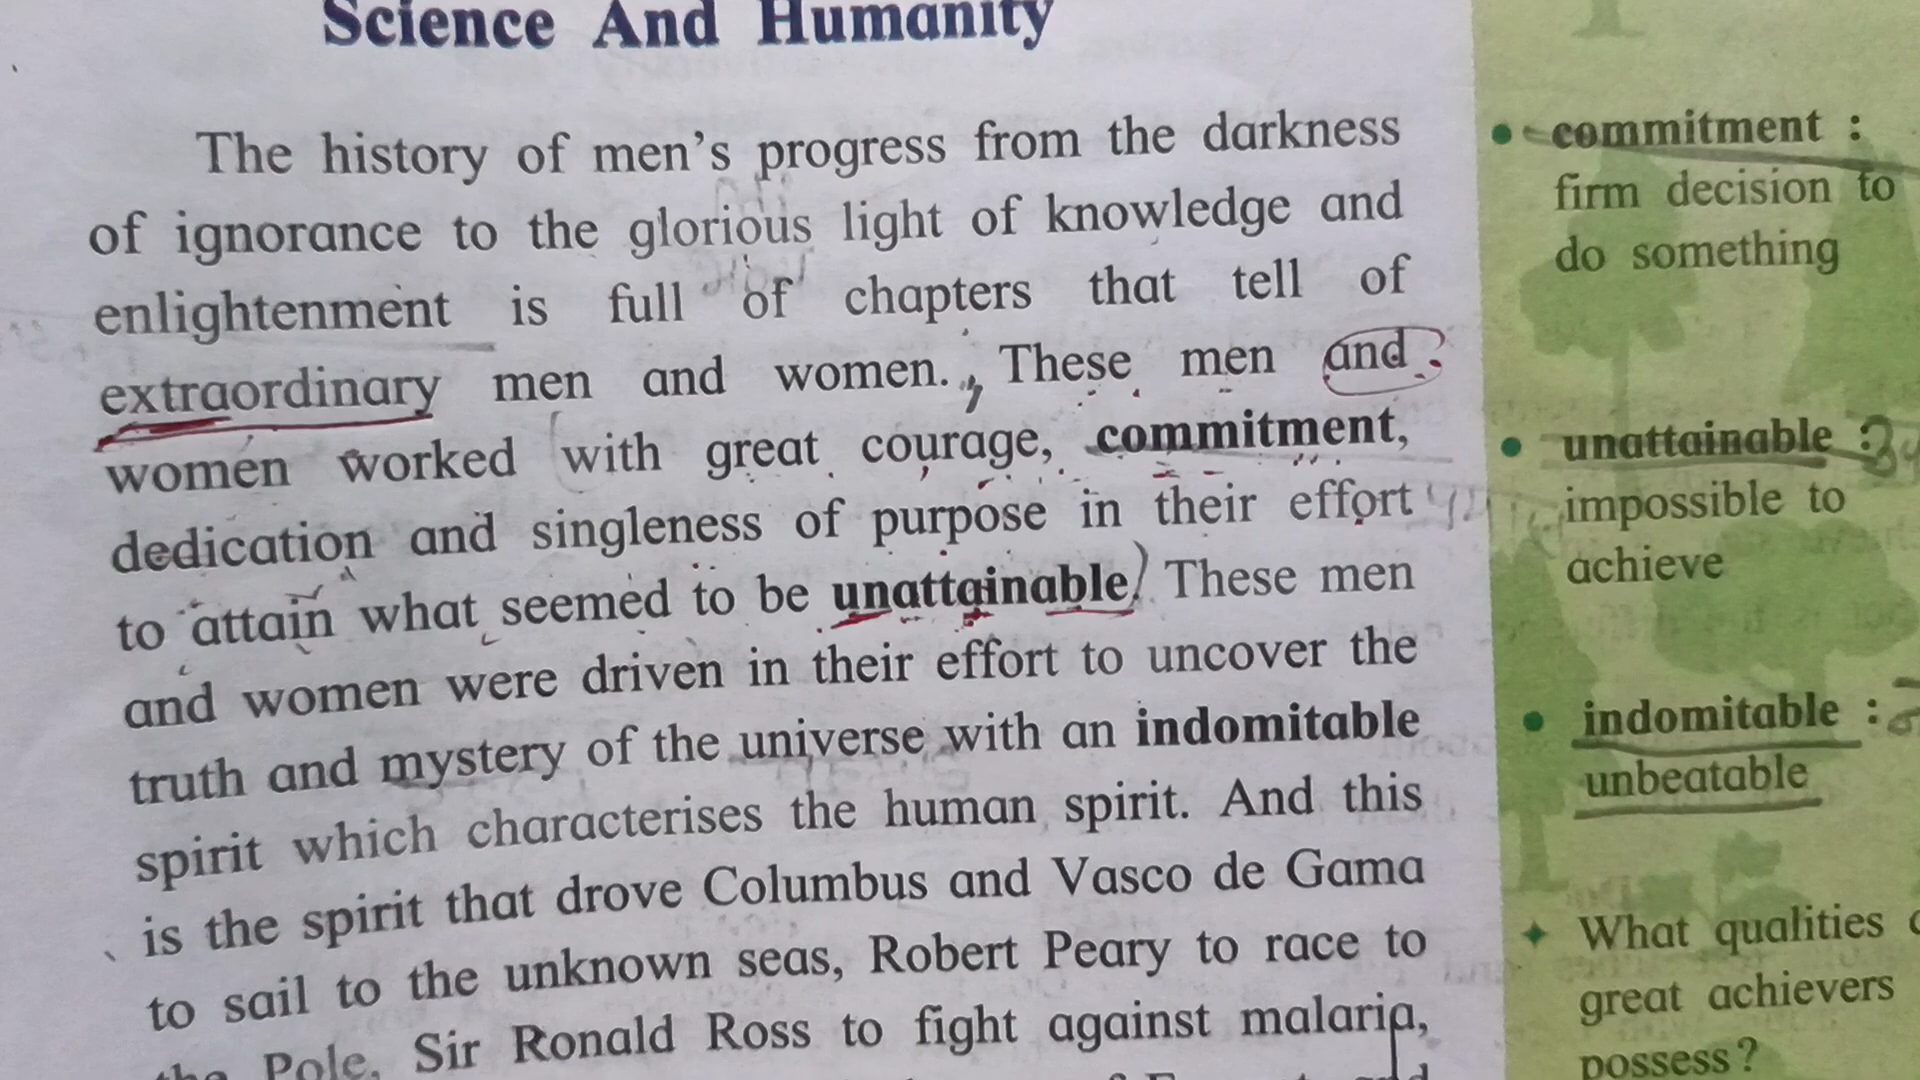 Science And Humanity
The history of men's progress from the darkness
of ignorance to the glorious light of knowledge and
enlightenment is full of chapters that tell of
extraordinary men and women. These men and
women worked with great courage, commitment,
dedication and singleness of purpose in their effort
to attain what seemed to be unattainable. These men
and women were driven in their effort to uncover the
truth and mystery of the universe with an indomitable
spirit which characterises the human spirit. And this
is the spirit that drove Columbus and Vasco de Gama
to sail to the unknown seas, Robert Peary to race to
the Pole, Sir Ronald Ross to fight against malaria,
commitment :
firm decision to
do something
unattainable :
impossible to
achieve
indomitable :
unbeatable
What qualities
great achievers
possess?